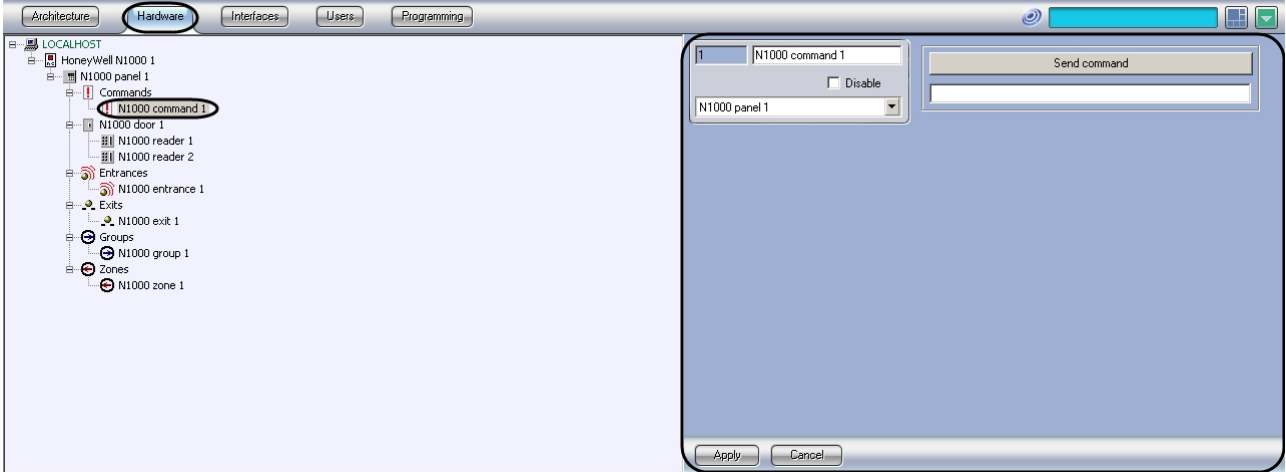 Architecture Hardware Interfaces Users Programming
LOCALHOST
HoneyWell N1000 1
N1000 panel 1
Commands
N1000 command 1
N1000 door 1
N1000 reader 1
N1000 reader 2
Entrances
N1000 entrance 1
Exits
N1000 exit 1
Groups
N1000 group 1
Zones
N1000 zone 1
1 N1000 command 1
Disable
N1000 panel 1
Send command
Apply Cancel